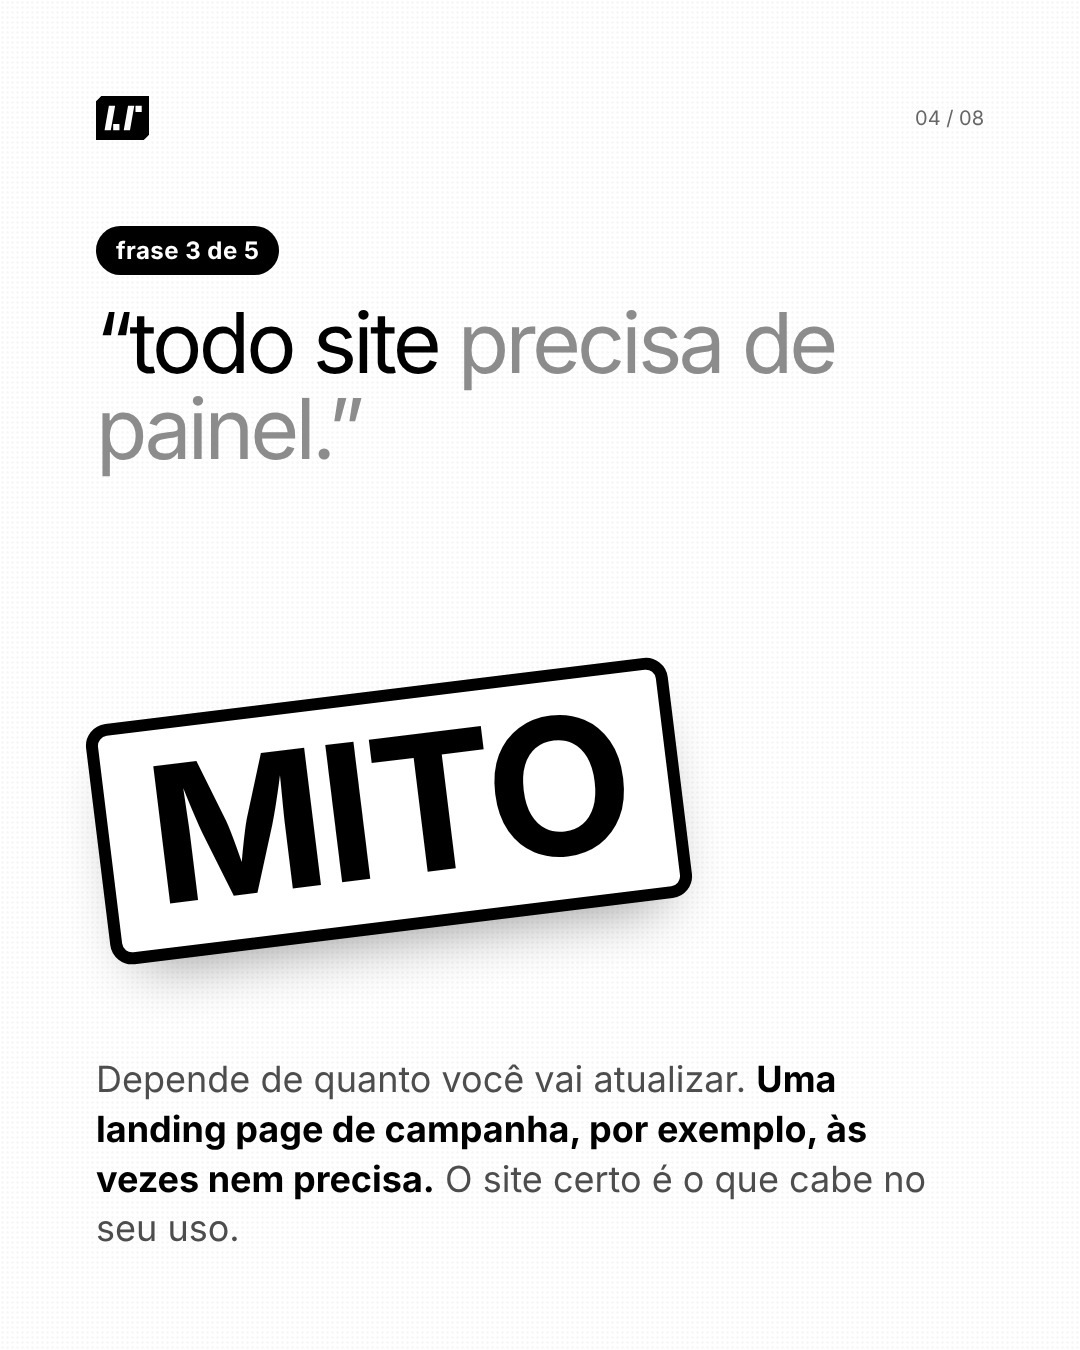 04 / 08
frase 3 de 5
“todo site precisa de
painel.”
MITO
Depende de quanto você vai atualizar. Uma
landing page de campanha, por exemplo, às
vezes nem precisa. O site certo é o que cabe no
seu uso.